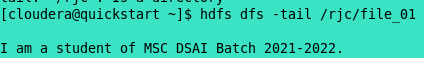 [cloudera@quickstart ~]$ hdfs dfs -tail /rjc/file_01
I am a student of MSC DSAI Batch 2021-2022.